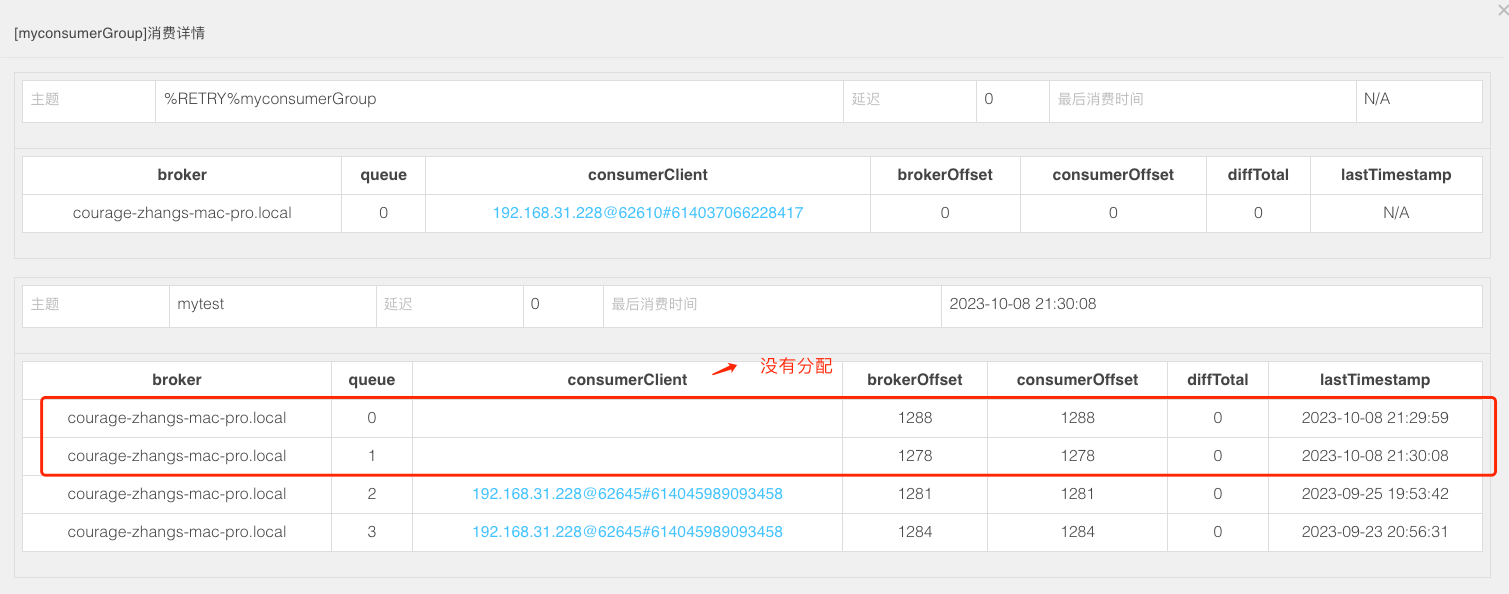 [myconsumerGroup]消费详情
主题 %RETRY%myconsumerGroup 延迟 0 最后消费时间 N/A
broker queue consumerClient brokerOffset consumerOffset diffTotal lastTimestamp
courage-zhangs-mac-pro.local 0 192.168.31.228@62610#614037066228417 0 0 0 N/A
主题 mytest 延迟 0 最后消费时间 2023-10-08 21:30:08
没有分配
broker queue consumerClient brokerOffset consumerOffset diffTotal lastTimestamp
courage-zhangs-mac-pro.local 0 1288 1288 0 2023-10-08 21:29:59
courage-zhangs-mac-pro.local 1 1278 1278 0 2023-10-08 21:30:08
courage-zhangs-mac-pro.local 2 192.168.31.228@62645#614045989093458 1281 1281 0 2023-09-25 19:53:42
courage-zhangs-mac-pro.local 3 192.168.31.228@62645#614045989093458 1284 1284 0 2023-09-23 20:56:31